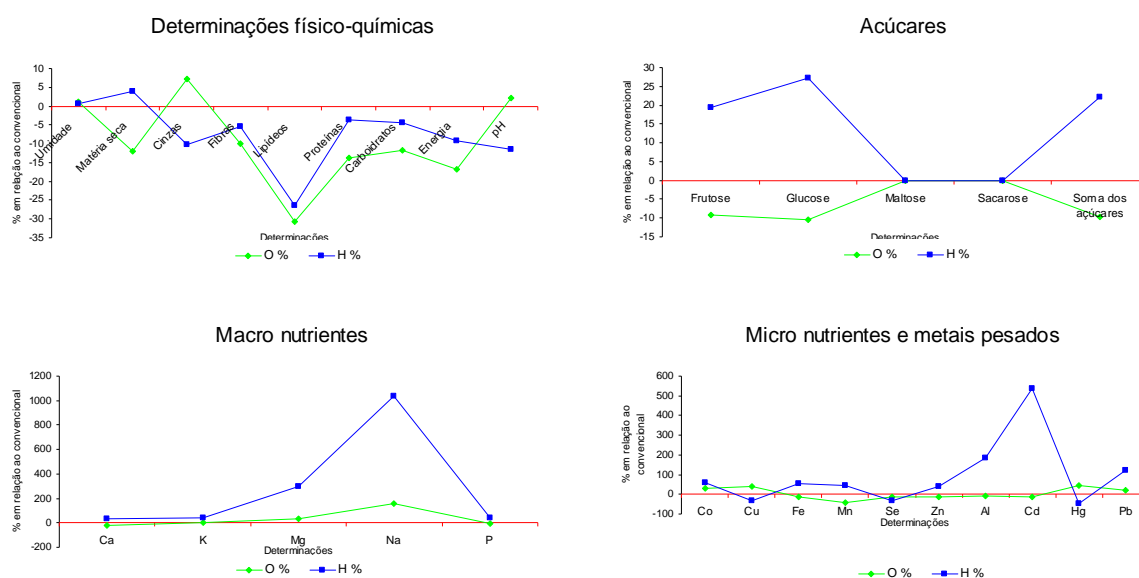 Determinações físico-químicas
% em relação ao convencional
10
5
0
-5
-10
-15
-20
-25
-30
-35
Umidade
Matéria seca
Cinzas
Fibras
Lipídeos
Proteínas
Carboidratos
Energia
pH
Determinações
O %
H %
Acúcares
% em relação ao convencional
30
25
20
15
10
5
0
-5
-10
-15
Frutose
Glucose
Maltose
Sacarose
Soma dos
açúcares
Determinações
O %
H %
Macro nutrientes
% em relação ao convencional
1200
1000
800
600
400
200
0
-200
Ca
K
Mg
Na
P
Determinações
O %
H %
Micro nutrientes e metais pesados
% em relação ao
convencional
600
500
400
300
200
100
0
-100
Co
Cu
Fe
Mn
Se
Zn
Al
Cd
Hg
Pb
Determinações
O %
H %